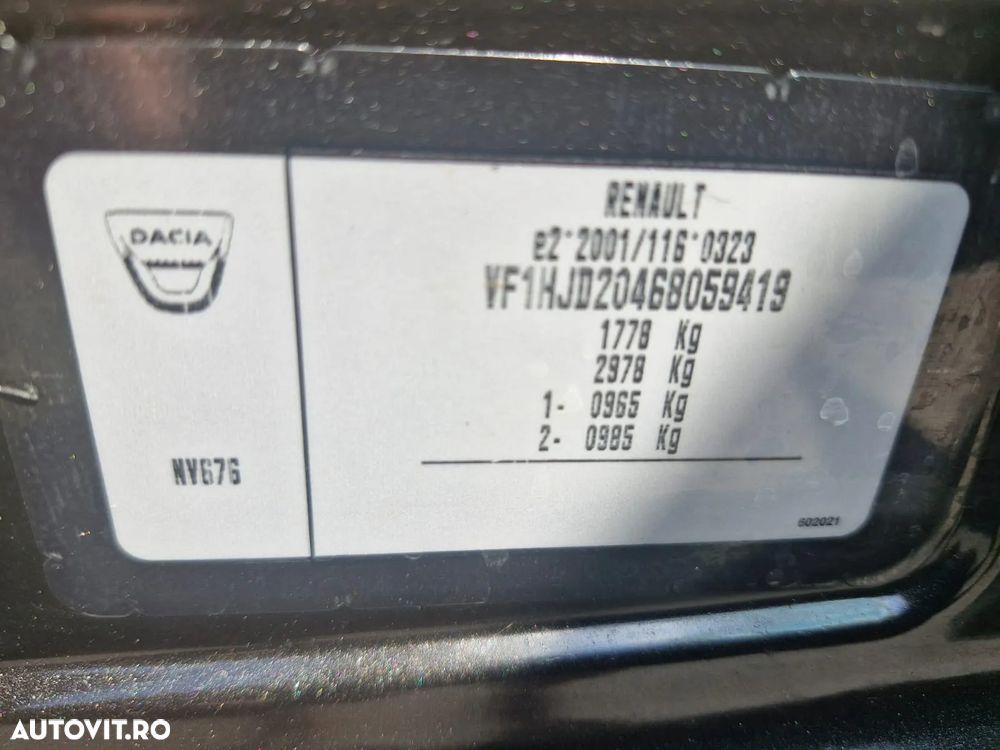 DACIA
NV676
RENAULT
e2*2001/116*0323
VF1HJD20468059419
1778 Kg
2978 Kg
1- 0965 Kg
2- 0985 Kg
602021
AUTOVIT.RO